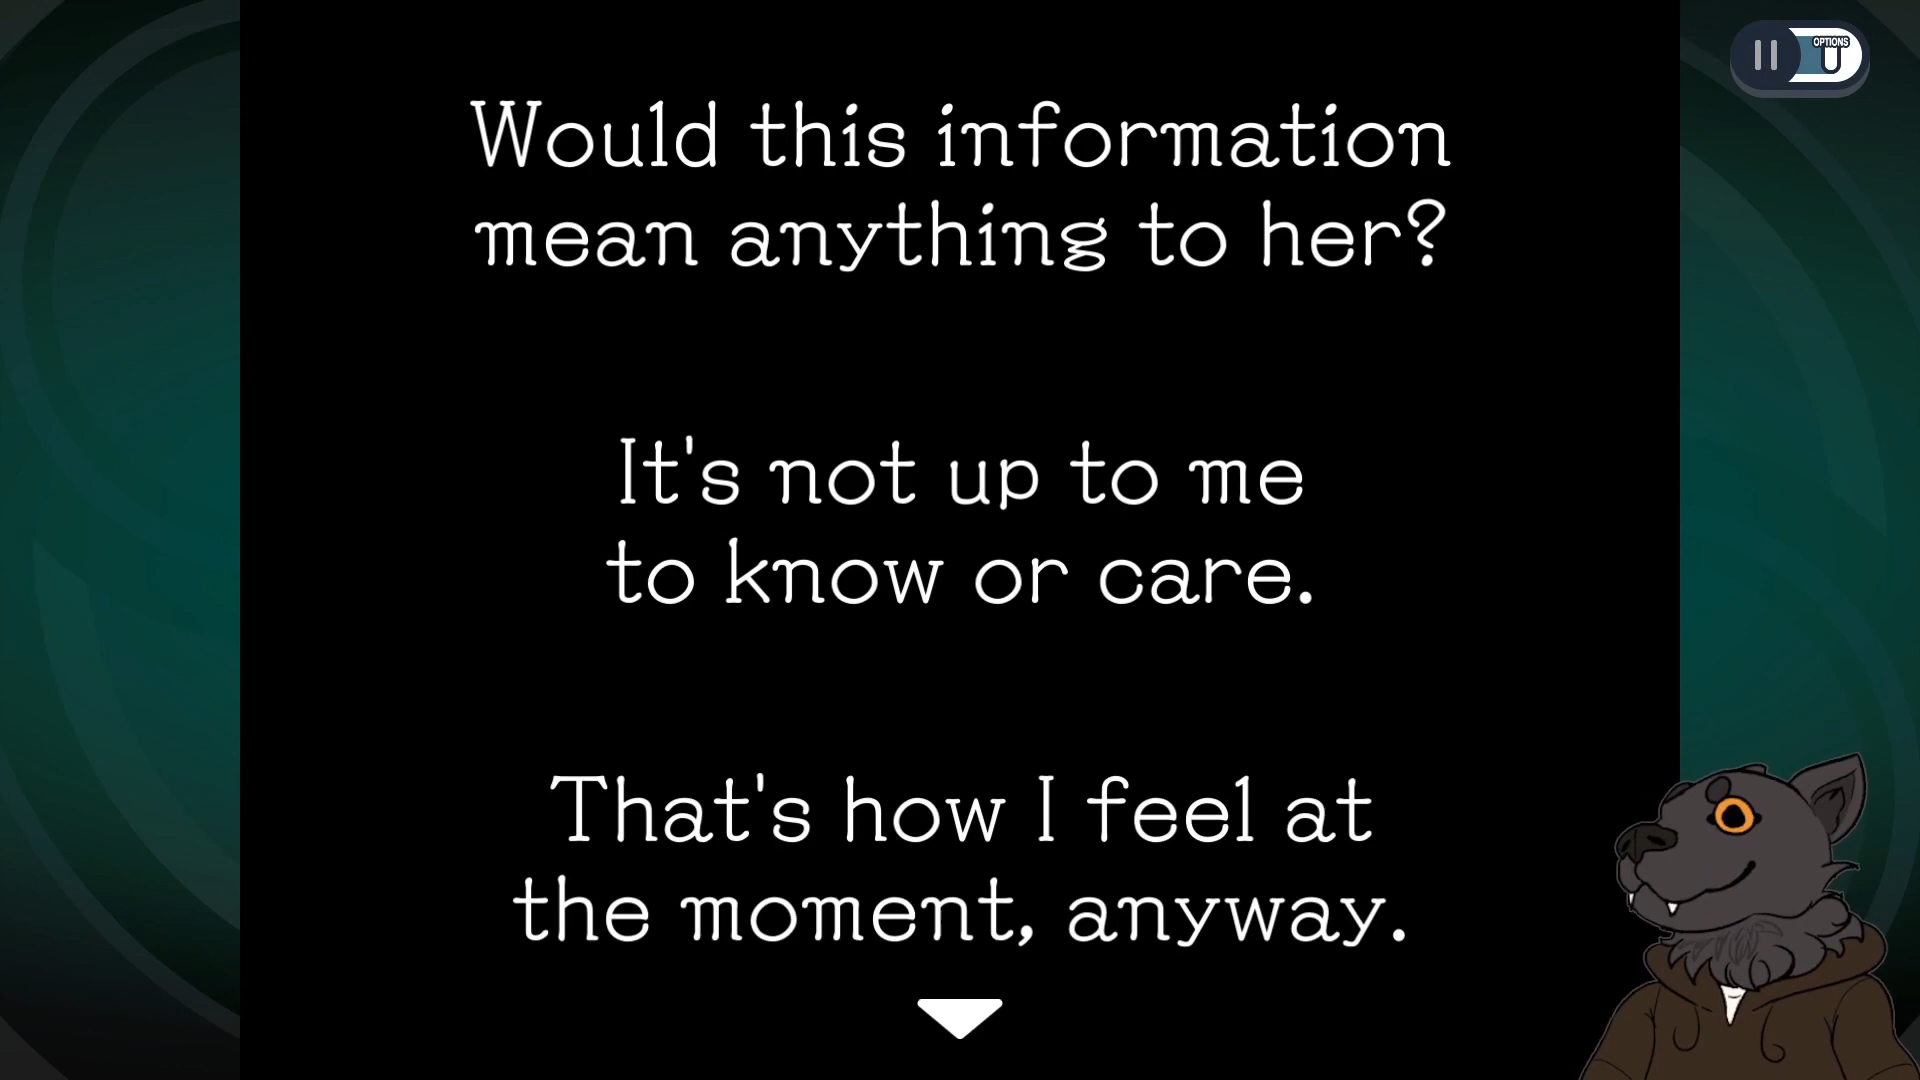 OPTIONS
Would this information
mean anything to her?
It's not up to me
to know or care.
That's how I feel at
the moment, anyway.